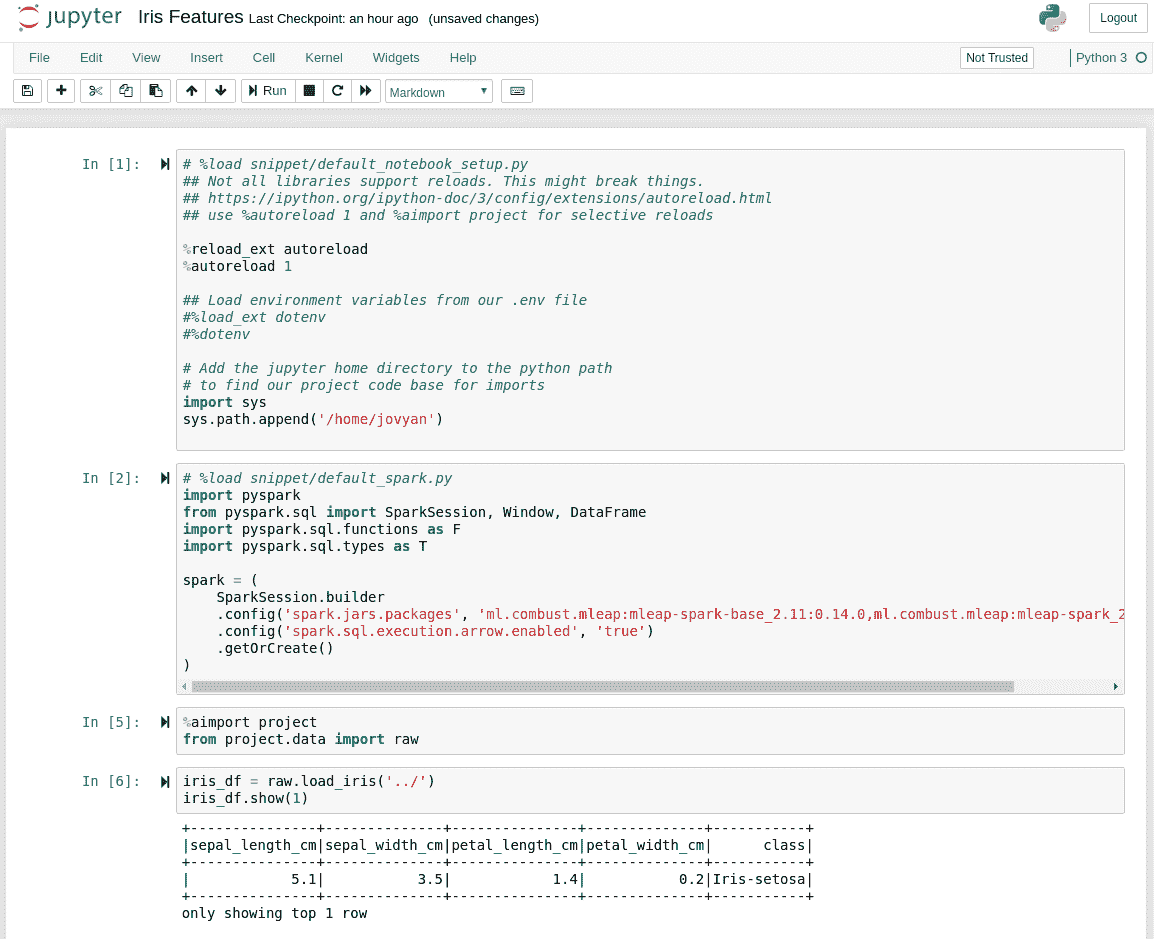 jupyter Iris Features Last Checkpoint: an hour ago (unsaved changes) Logout
File Edit View Insert Cell Kernel Widgets Help Not Trusted Python 3
Run Markdown
In [1]: # %load snippet/default_notebook_setup.py
## Not all libraries support reloads. This might break things.
## https://ipython.org/ipython-doc/3/config/extensions/autoreload.html
## use %autoreload 1 and %aimport project for selective reloads
%reload_ext autoreload
%autoreload 1
## Load environment variables from our .env file
#%load_ext dotenv
#%dotenv
# Add the jupyter home directory to the python path
# to find our project code base for imports
import sys
sys.path.append('/home/jovyan')
In [2]: # %load snippet/default_spark.py
import pyspark
from pyspark.sql import SparkSession, Window, DataFrame
import pyspark.sql.functions as F
import pyspark.sql.types as T
spark = (
    SparkSession.builder
    .config('spark.jars.packages', 'ml.combust.mleap:mleap-spark-base_2.11:0.14.0,ml.combust.mleap:mleap-spark_2
    .config('spark.sql.execution.arrow.enabled', 'true')
    .getOrCreate()
)
In [5]: %aimport project
from project.data import raw
In [6]: iris_df = raw.load_iris('../')
iris_df.show(1)
+---------------+--------------+---------------+--------------+-----------+
|sepal_length_cm|sepal_width_cm|petal_length_cm|petal_width_cm|      class|
+---------------+--------------+---------------+--------------+-----------+
|            5.1|           3.5|            1.4|           0.2|Iris-setosa|
+---------------+--------------+---------------+--------------+-----------+
only showing top 1 row